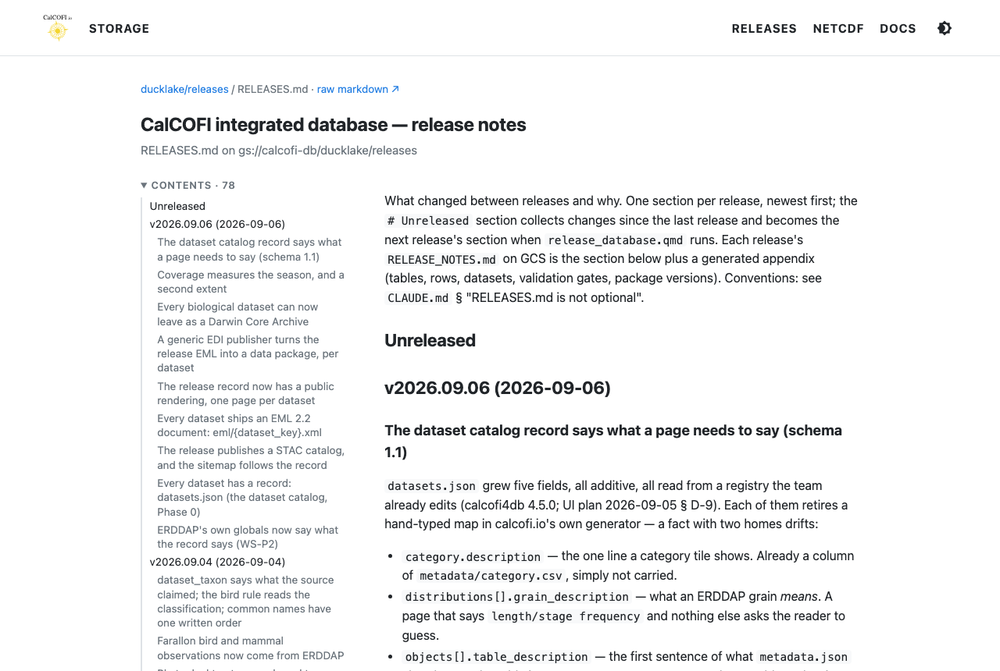 CalCOFI.io
STORAGE
RELEASES NETCDF DOCS
ducklake/releases / RELEASES.md · raw markdown ↗
CalCOFI integrated database — release notes
RELEASES.md on gs://calcofi-db/ducklake/releases
▼ CONTENTS · 78
Unreleased
v2026.09.06 (2026-09-06)
The dataset catalog record says what
a page needs to say (schema 1.1)
Coverage measures the season, and a
second extent
Every biological dataset can now
leave as a Darwin Core Archive
A generic EDI publisher turns the
release EML into a data package, per
dataset
The release record now has a public
rendering, one page per dataset
Every dataset ships an EML 2.2
document: eml/{dataset_key}.xml
The release publishes a STAC catalog,
and the sitemap follows the record
Every dataset has a record:
datasets.json (the dataset catalog,
Phase 0)
ERDDAP's own globals now say what
the record says (WS-P2)
v2026.09.04 (2026-09-04)
dataset_taxon says what the source
claimed; the bird rule reads the
classification; common names have
one written order
Farallon bird and mammal
observations now come from ERDDAP
What changed between releases and why. One section per release, newest first; the
# Unreleased section collects changes since the last release and becomes the
next release's section when release_database.qmd runs. Each release's
RELEASE_NOTES.md on GCS is the section below plus a generated appendix
(tables, rows, datasets, validation gates, package versions). Conventions: see
CLAUDE.md § "RELEASES.md is not optional".
Unreleased
v2026.09.06 (2026-09-06)
The dataset catalog record says what a page needs to say (schema
1.1)
datasets.json grew five fields, all additive, all read from a registry the team
already edits (calcofi4db 4.5.0; UI plan 2026-09-05 § D-9). Each of them retires a
hand-typed map in calcofi.io's own generator — a fact with two homes drifts:
• category.description — the one line a category tile shows. Already a column
of metadata/category.csv, simply not carried.
• distributions[].grain_description — what an ERDDAP grain means. A
page that says length/stage frequency and nothing else asks the reader to
guess.
• objects[].table_description — the first sentence of what metadata.json